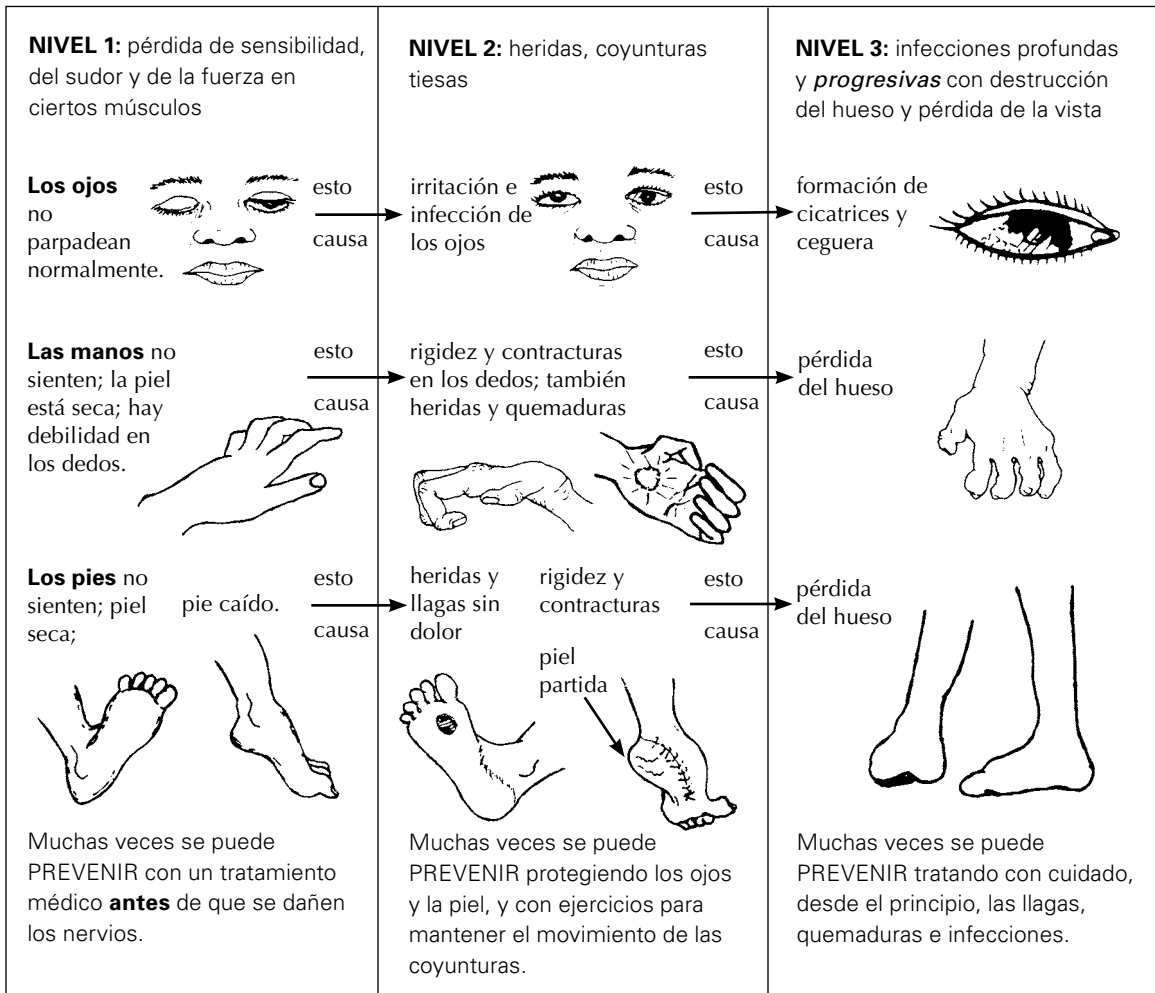 NIVEL 1: pérdida de sensibilidad,
del sudor y de la fuerza en
ciertos músculos
NIVEL 2: heridas, coyunturas
tiesas
NIVEL 3: infecciones profundas
y progresivas con destrucción
del hueso y pérdida de la vista
Los ojos
no
parpadean
normalmente.
esto
causa
irritación e
infección de
los ojos
esto
causa
formación de
cicatrices y
ceguera
Las manos no
sienten; la piel
está seca; hay
debilidad en
los dedos.
esto
causa
rigidez y contracturas
en los dedos; también
heridas y quemaduras
esto
causa
pérdida
del hueso
Los pies no
sienten; piel
seca;
pie caído.
esto
causa
heridas y
llagas sin
dolor
rigidez y
contracturas
piel
partida
esto
causa
pérdida
del hueso
Muchas veces se puede
PREVENIR con un tratamiento
médico antes de que se dañen
los nervios.
Muchas veces se puede
PREVENIR protegiendo los ojos
y la piel, y con ejercicios para
mantener el movimiento de las
coyunturas.
Muchas veces se puede
PREVENIR tratando con cuidado,
desde el principio, las llagas,
quemaduras e infecciones.